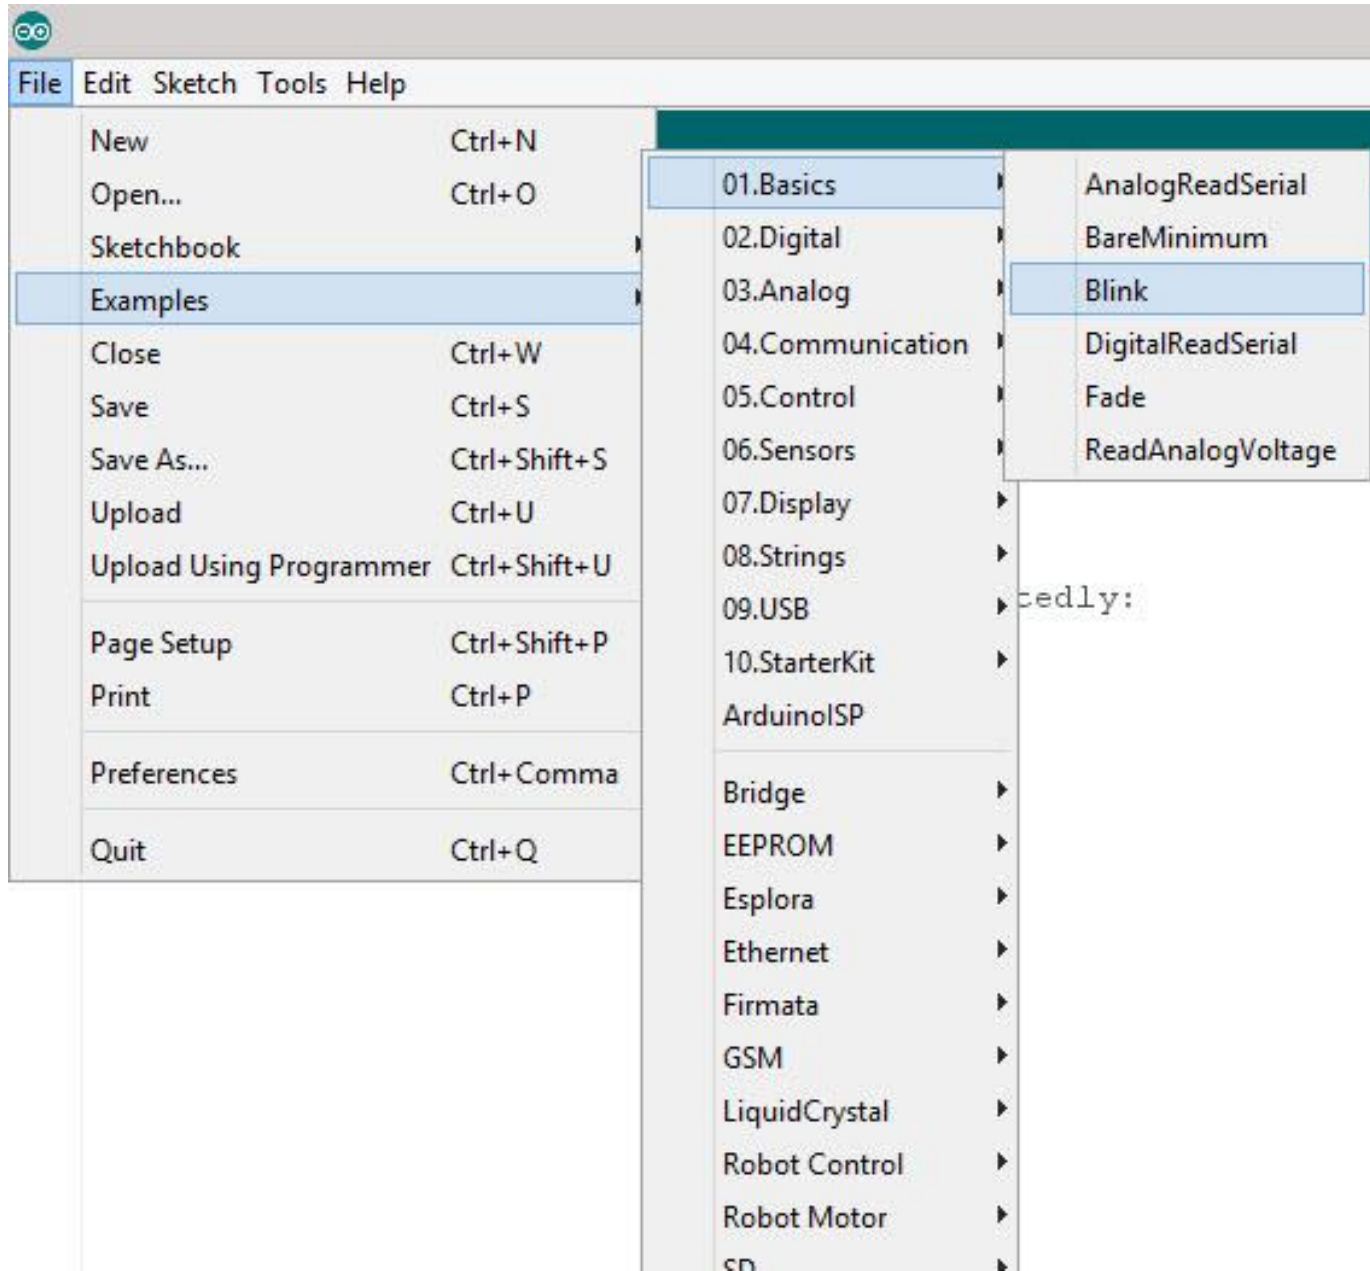 File Edit Sketch Tools Help
New Ctrl+N
Open... Ctrl+O
Sketchbook
Examples
Close Ctrl+W
Save Ctrl+S
Save As... Ctrl+Shift+S
Upload Ctrl+U
Upload Using Programmer Ctrl+Shift+U
Page Setup Ctrl+Shift+P
Print Ctrl+P
Preferences Ctrl+Comma
Quit Ctrl+Q
01.Basics
02.Digital
03.Analog
04.Communication
05.Control
06.Sensors
07.Display
08.Strings
09.USB
10.StarterKit
ArduinoISP
Bridge
EEPROM
Esplora
Ethernet
Firmata
GSM
LiquidCrystal
Robot Control
Robot Motor
AnalogReadSerial
BareMinimum
Blink
DigitalReadSerial
Fade
ReadAnalogVoltage